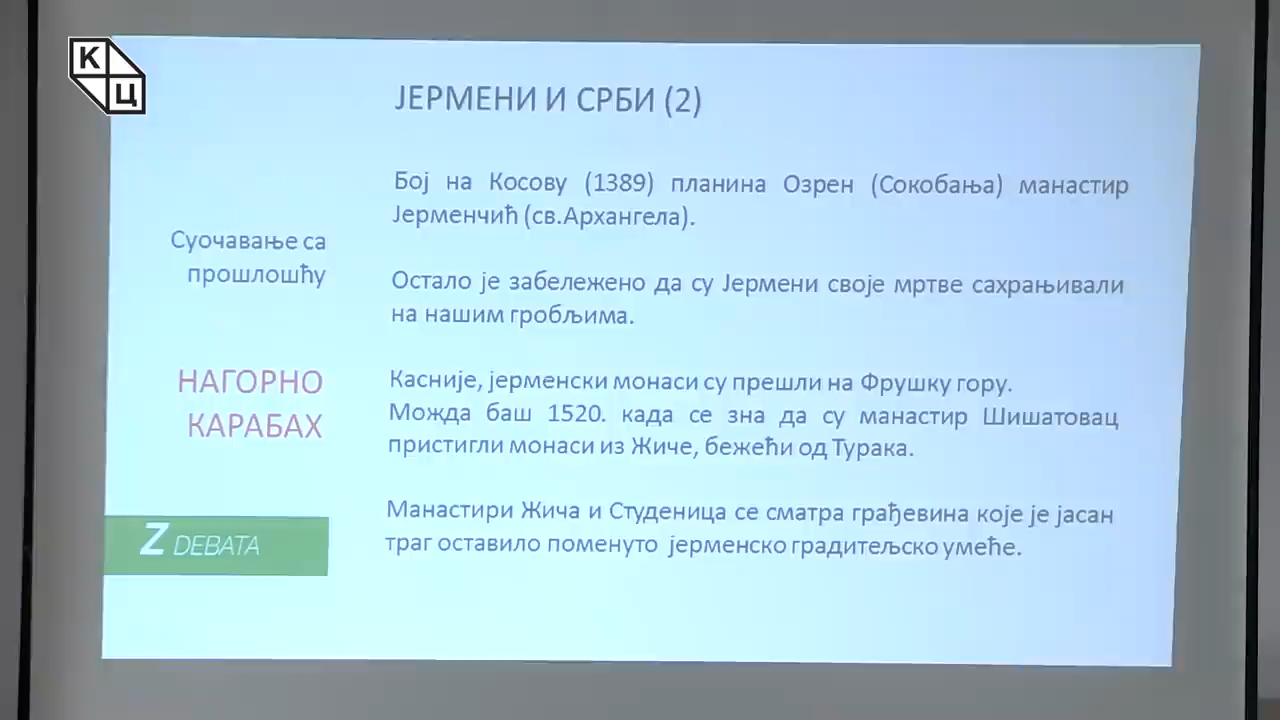 К
Ц
ЈЕРМЕНИ И СРБИ (2)
Бој на Косову (1389) планина Озрен (Сокобања) манастир
Јерменчић (св.Архангела).
Суочавање са
прошлошћу
Остало је забележено да су Јермени своје мртве сахрањивали
на нашим гробљима.
НАГОРНО
КАРАБАХ
Касније, јерменски монаси су прешли на Фрушку гору.
Можда баш 1520. када се зна да су манастир Шишатовац
пристигли монаси из Жиче, бежећи од Турака.
Манастири Жича и Студеница се сматра грађевина које је јасан
траг оставило поменуто јерменско градитељско умеће.
Z DEBATA